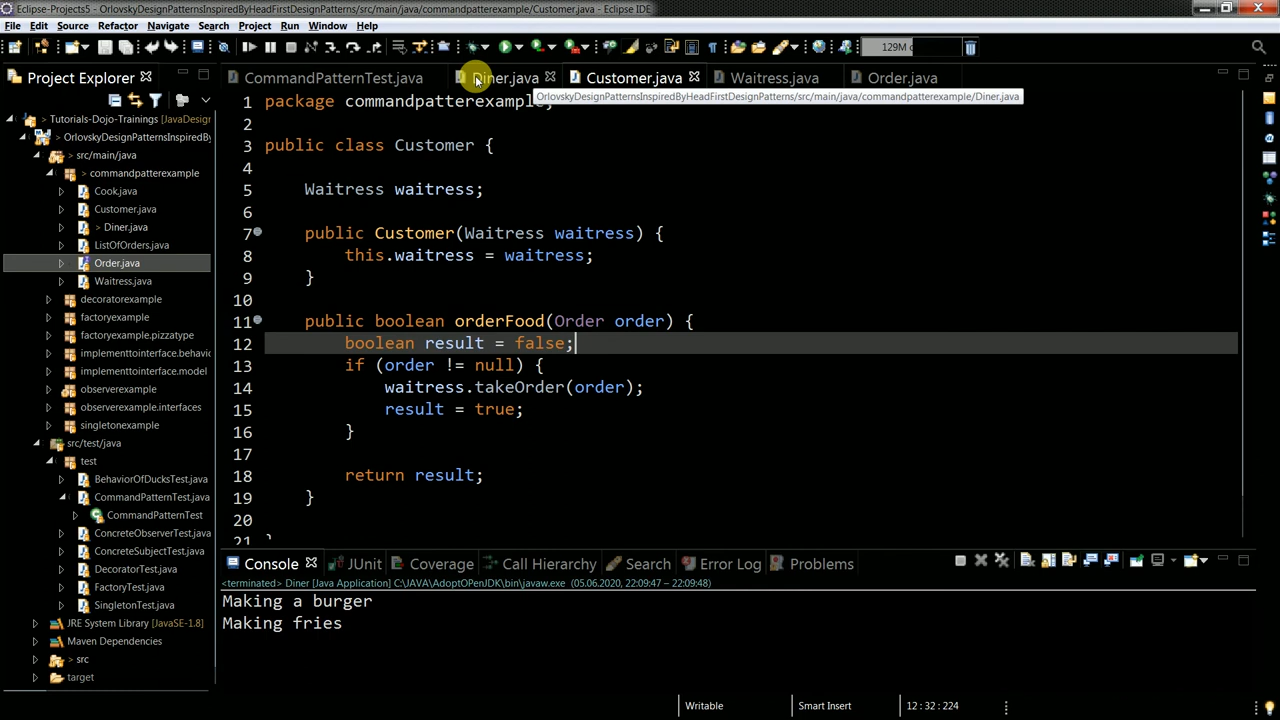 Eclipse-Projects5 - OrlovskyDesignPatternsInspiredByHeadFirstDesignPatterns/src/main/java/commandpatterexample/Customer.java - Eclipse IDE
File Edit Source Refactor Navigate Search Project Run Window Help
129M
Project Explorer
CommandPatternTest.java Diner.java Customer.java Waitress.java Order.java
OrlovskyDesignPatternsInspiredByHeadFirstDesignPatterns/src/main/java/commandpatterexample/Diner.java
Tutorials-Dojo-Trainings [JavaDesign
OrlovskyDesignPatternsInspiredBy
> src/main/java
> commandpatterexample
Cook.java
Customer.java
> Diner.java
ListOfOrders.java
Order.java
Waitress.java
decoratorexample
factoryexample
factoryexample.pizzatype
implementtointerface.behavio
implementtointerface.model
observerexample
observerexample.interfaces
singletonexample
src/test/java
test
BehaviorOfDucksTest.java
CommandPatternTest.java
CommandPatternTest
ConcreteObserverTest.java
ConcreteSubjectTest.java
DecoratorTest.java
FactoryTest.java
SingletonTest.java
JRE System Library [JavaSE-1.8]
Maven Dependencies
> src
target
1 package commandpatterexample;
2
3 public class Customer {
4
5 Waitress waitress;
6
7 public Customer(Waitress waitress) {
8 this.waitress = waitress;
9 }
10
11 public boolean orderFood(Order order) {
12 boolean result = false;
13 if (order != null) {
14 waitress.takeOrder(order);
15 result = true;
16 }
17
18 return result;
19 }
20
21 }
Console JUnit Coverage Call Hierarchy Search Error Log Problems
<terminated> Diner [Java Application] C:\JAVA\AdoptOpenJDK\bin\javaw.exe (05.06.2020, 22:09:47 – 22:09:48)
Making a burger
Making fries
Writable Smart Insert 12 : 32 : 224